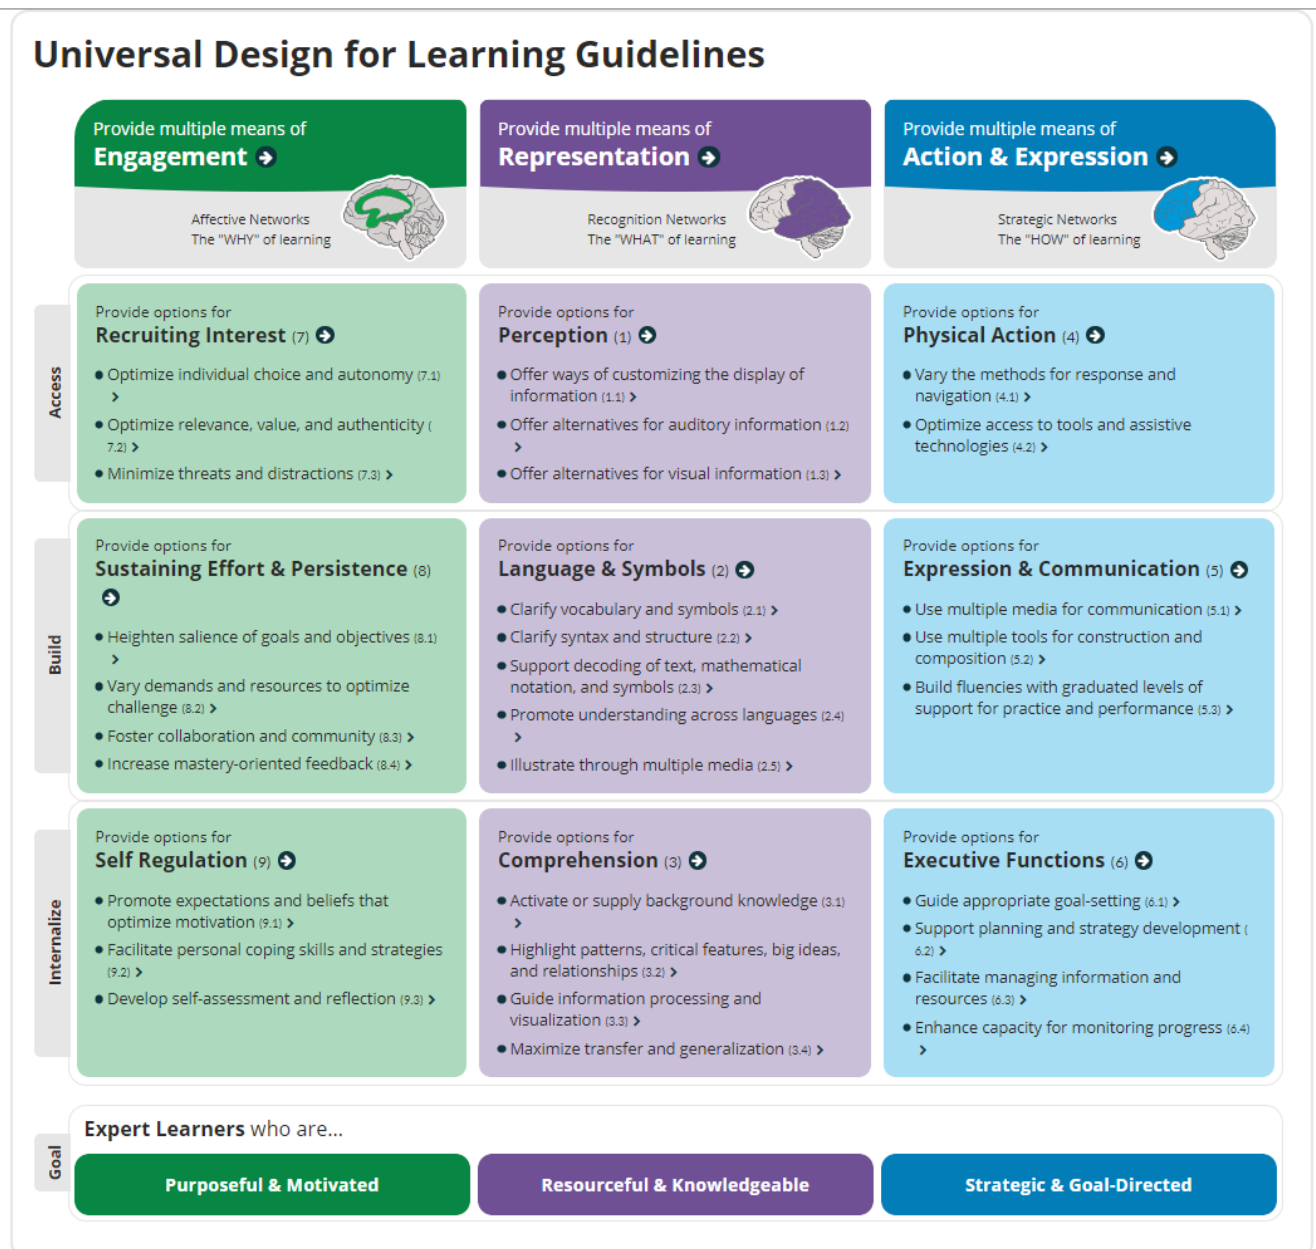 Universal Design for Learning Guidelines
Provide multiple means of
Engagement
Affective Networks
The "WHY" of learning
Provide multiple means of
Representation
Recognition Networks
The "WHAT" of learning
Provide multiple means of
Action & Expression
Strategic Networks
The "HOW" of learning
Access
Provide options for
Recruiting Interest (7)
Optimize individual choice and autonomy (7.1)
Optimize relevance, value, and authenticity (
7.2)
Minimize threats and distractions (7.3)
Provide options for
Perception (1)
Offer ways of customizing the display of
information (1.1)
Offer alternatives for auditory information (1.2)
Offer alternatives for visual information (1.3)
Provide options for
Physical Action (4)
Vary the methods for response and
navigation (4.1)
Optimize access to tools and assistive
technologies (4.2)
Build
Provide options for
Sustaining Effort & Persistence (8)
Heighten salience of goals and objectives (8.1)
Vary demands and resources to optimize
challenge (8.2)
Foster collaboration and community (8.3)
Increase mastery-oriented feedback (8.4)
Provide options for
Language & Symbols (2)
Clarify vocabulary and symbols (2.1)
Clarify syntax and structure (2.2)
Support decoding of text, mathematical
notation, and symbols (2.3)
Promote understanding across languages (2.4)
Illustrate through multiple media (2.5)
Provide options for
Expression & Communication (5)
Use multiple media for communication (5.1)
Use multiple tools for construction and
composition (5.2)
Build fluencies with graduated levels of
support for practice and performance (5.3)
Internalize
Provide options for
Self Regulation (9)
Promote expectations and beliefs that
optimize motivation (9.1)
Facilitate personal coping skills and strategies
(9.2)
Develop self-assessment and reflection (9.3)
Provide options for
Comprehension (3)
Activate or supply background knowledge (3.1)
Highlight patterns, critical features, big ideas,
and relationships (3.2)
Guide information processing and
visualization (3.3)
Maximize transfer and generalization (3.4)
Provide options for
Executive Functions (6)
Guide appropriate goal-setting (6.1)
Support planning and strategy development (
6.2)
Facilitate managing information and
resources (6.3)
Enhance capacity for monitoring progress (6.4)
Goal
Expert Learners who are...
Purposeful & Motivated
Resourceful & Knowledgeable
Strategic & Goal-Directed